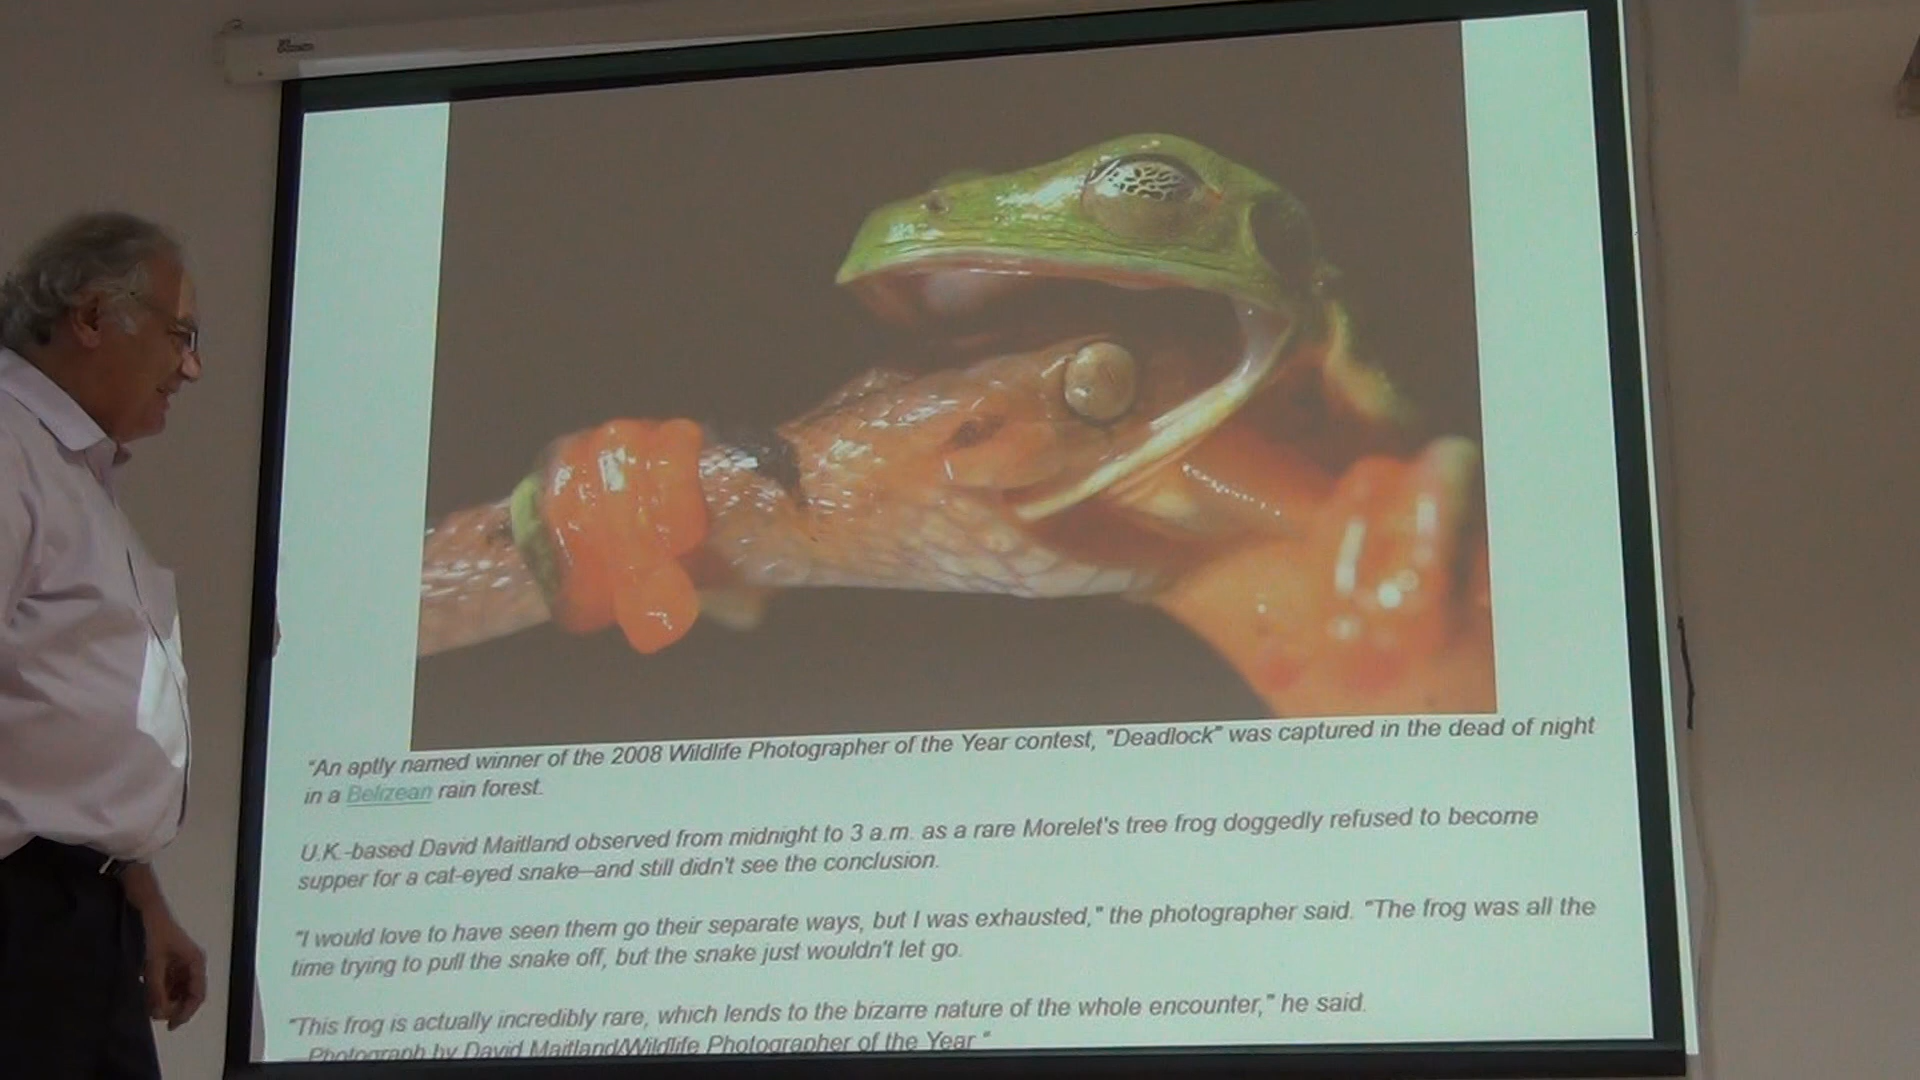 "An aptly named winner of the 2008 Wildlife Photographer of the Year contest, "Deadlock" was captured in the dead of night
in a Belizean rain forest.
U.K.-based David Maitland observed from midnight to 3 a.m. as a rare Morelet's tree frog doggedly refused to become
supper for a cat-eyed snake—and still didn't see the conclusion.
"I would love to have seen them go their separate ways, but I was exhausted," the photographer said. "The frog was all the
time trying to pull the snake off, but the snake just wouldn't let go.
"This frog is actually incredibly rare, which lends to the bizarre nature of the whole encounter," he said.
—Photograph by David Maitland/Wildlife Photographer of the Year "